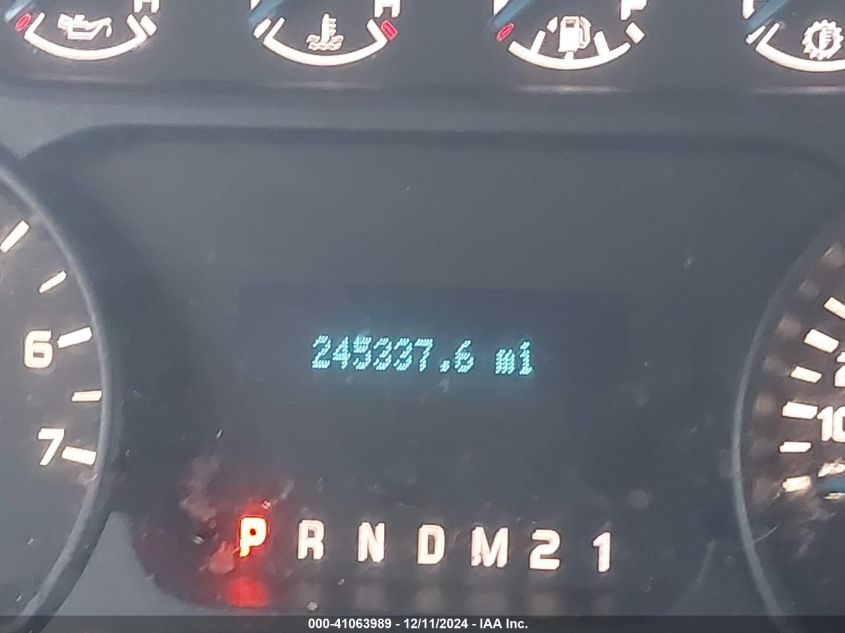 H H F
6
7
245337.6 mi
10
P R N D M 2 1
000-41063989 - 12/11/2024 - IAA Inc.